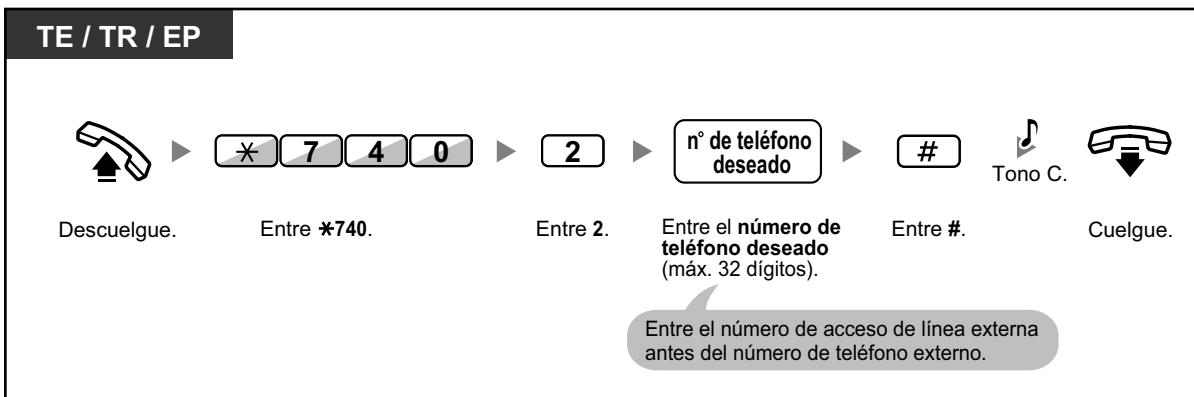 TE / TR / EP
✳ 7 4 0
2
n° de teléfono
deseado
#
Tono C.
Descuelgue.
Entre ✳740.
Entre 2.
Entre el número de
teléfono deseado
(máx. 32 dígitos).
Entre #.
Cuelgue.
Entre el número de acceso de línea externa
antes del número de teléfono externo.